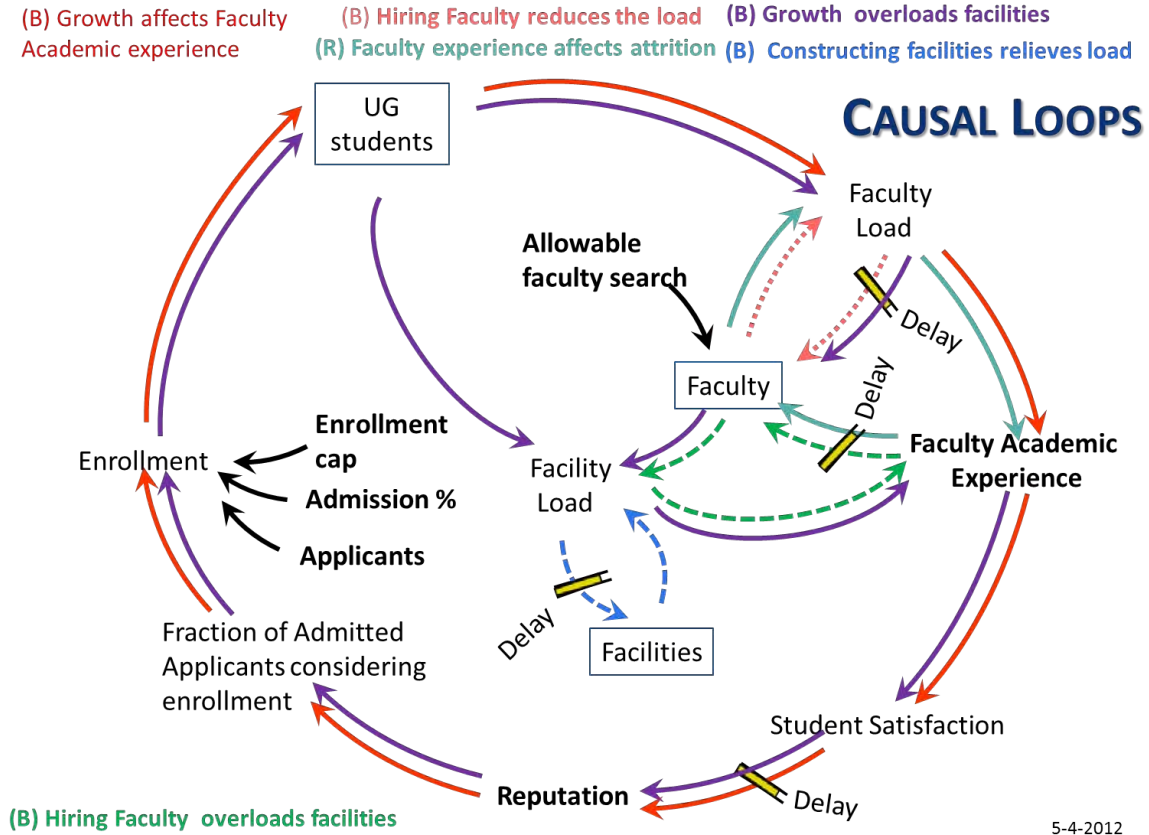 (B) Growth affects Faculty
Academic experience
(B) Hiring Faculty reduces the load
(R) Faculty experience affects attrition
(B) Growth overloads facilities
(B) Constructing facilities relieves load
CAUSAL LOOPS
UG
students
Faculty
Load
Allowable
faculty search
Delay
Faculty
Delay
Enrollment
cap
Enrollment
Admission %
Applicants
Facility
Load
Faculty Academic
Experience
Delay
Facilities
Fraction of Admitted
Applicants considering
enrollment
Student Satisfaction
Reputation
Delay
(B) Hiring Faculty overloads facilities
5-4-2012